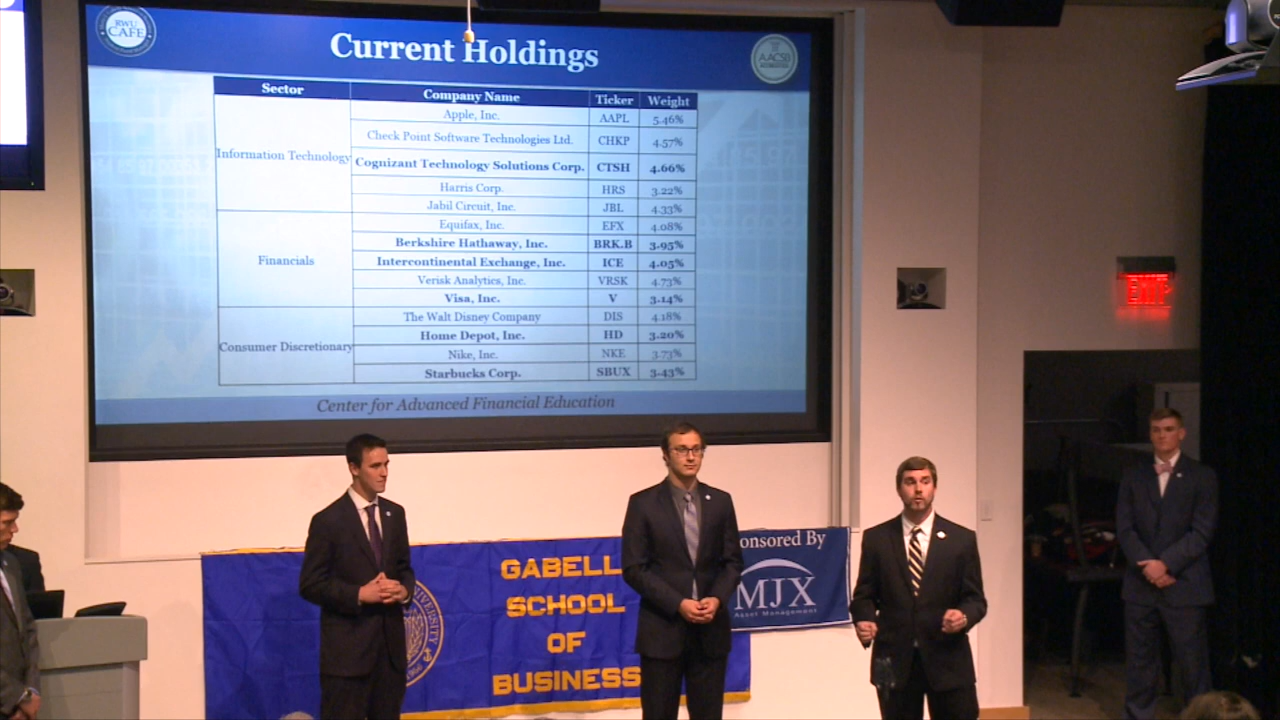 RWU
CAFE
Current Holdings
AACSB
Sector Company Name Ticker Weight
Information Technology
Apple, Inc. AAPL 5.46%
Check Point Software Technologies Ltd. CHKP 4.57%
Cognizant Technology Solutions Corp. CTSH 4.66%
Harris Corp. HRS 3.22%
Jabil Circuit, Inc. JBL 4.33%
Financials
Equifax, Inc. EFX 4.08%
Berkshire Hathaway, Inc. BRK.B 3.95%
Intercontinental Exchange, Inc. ICE 4.05%
Verisk Analytics, Inc. VRSK 4.73%
Visa, Inc. V 3.14%
Consumer Discretionary
The Walt Disney Company DIS 4.18%
Home Depot, Inc. HD 3.20%
Nike, Inc. NKE 3.73%
Starbucks Corp. SBUX 3.43%
Center for Advanced Financial Education
EXIT
GABELL
SCHOOL
OF
BUSINESS
UNIVERSITY
onsored By
MJX
Asset Management